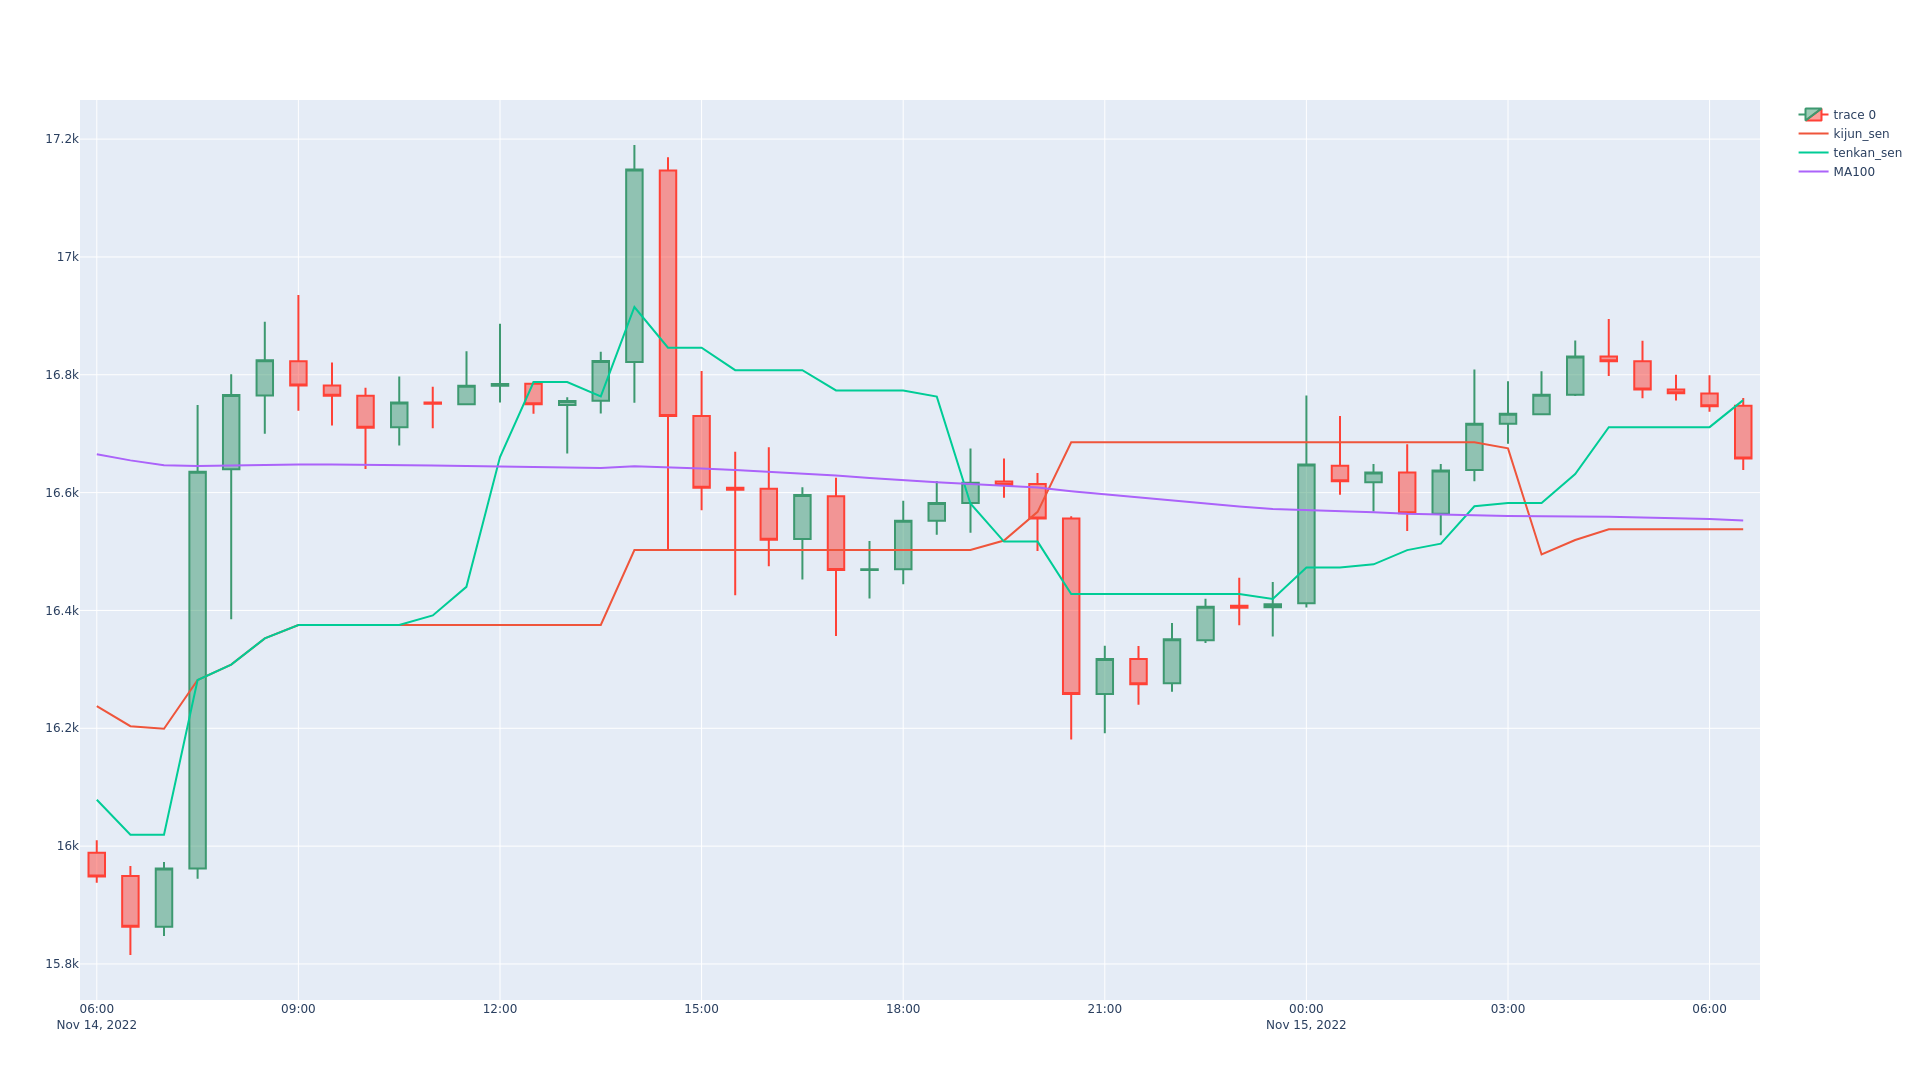 trace 0
kijun_sen
tenkan_sen
MA100
17.2k
17k
16.8k
16.6k
16.4k
16.2k
16k
15.8k
06:00 09:00 12:00 15:00 18:00 21:00 00:00 03:00 06:00
Nov 14, 2022 Nov 15, 2022